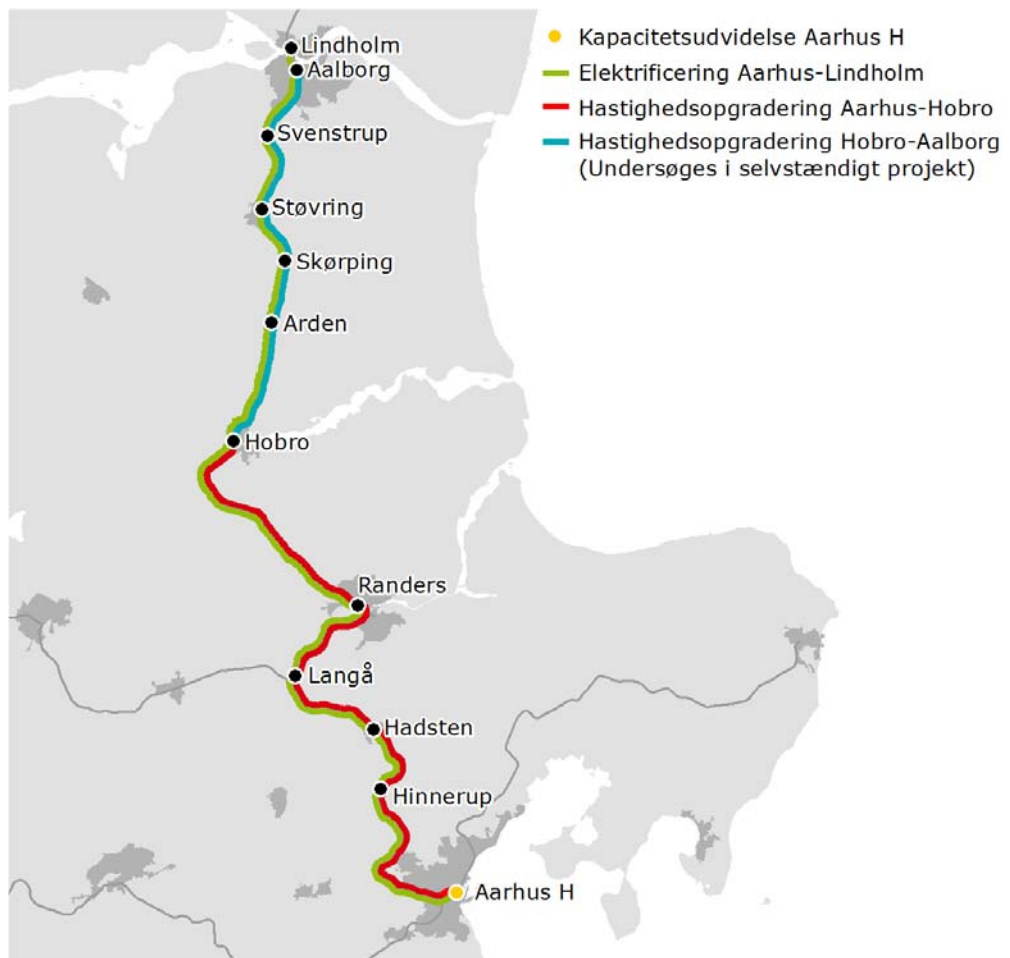 Lindholm
Aalborg
Svenstrup
Støvring
Skørping
Arden
Hobro
Randers
Langå
Hadsten
Hinnerup
Aarhus H
Kapacitetsudvidelse Aarhus H
Elektrificering Aarhus-Lindholm
Hastighedsopgradering Aarhus-Hobro
Hastighedsopgradering Hobro-Aalborg
(Undersøges i selvstændigt projekt)